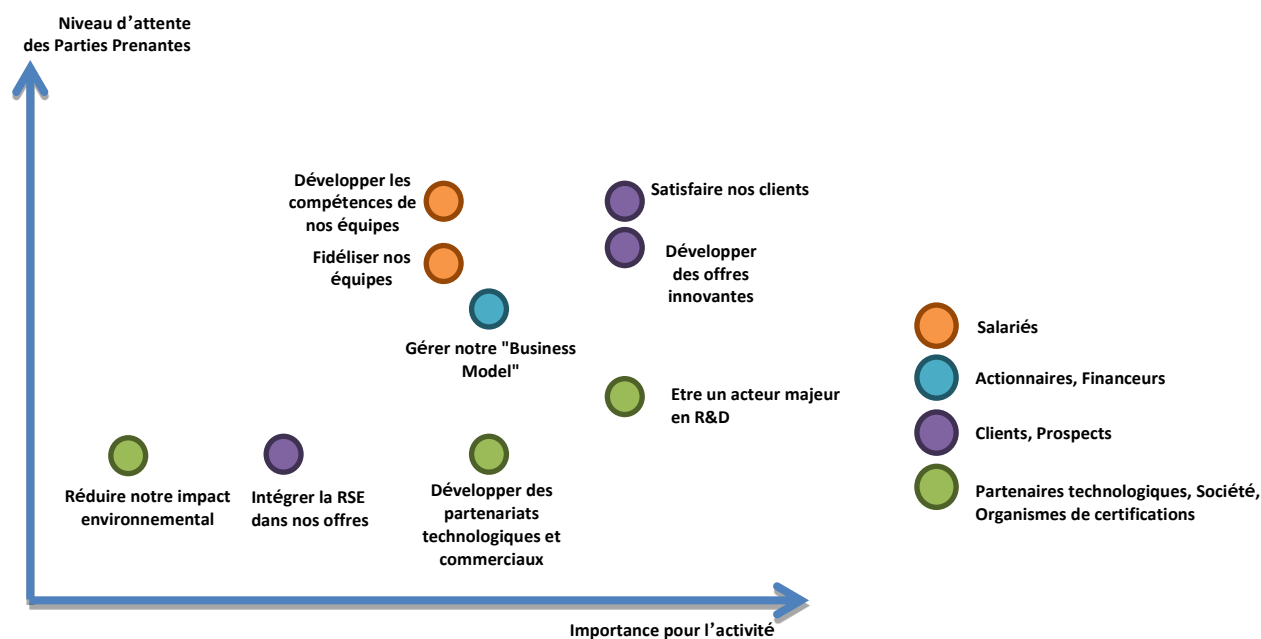 Niveau d’attente
des Parties Prenantes
Développer les
compétences de
nos équipes
Satisfaire nos clients
Fidéliser nos
équipes
Développer
des offres
innovantes
Gérer notre "Business
Model"
Etre un acteur majeur
en R&D
Réduire notre impact
environnemental
Intégrer la RSE
dans nos offres
Développer des
partenariats
technologiques et
commerciaux
Importance pour l’activité
Salariés
Actionnaires, Financeurs
Clients, Prospects
Partenaires technologiques, Société,
Organismes de certifications